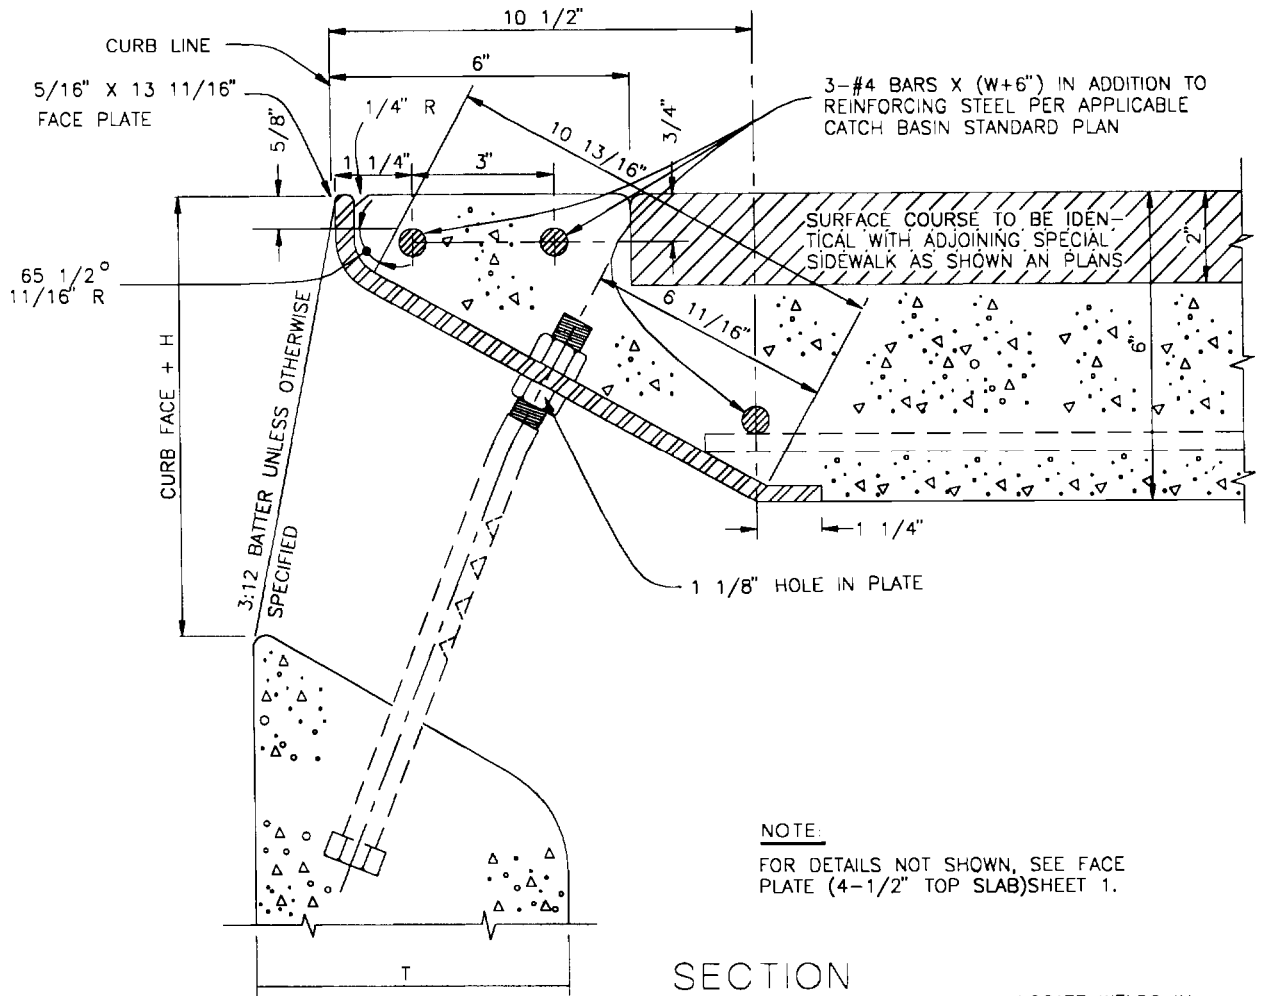 10 1/2"
CURB LINE
6"
5/16" X 13 11/16"
FACE PLATE
1/4" R
5/8"
3/4"
10 13/16"
3-#4 BARS X (W+6") IN ADDITION TO
REINFORCING STEEL PER APPLICABLE
CATCH BASIN STANDARD PLAN
1 1/4"
3"
SURFACE COURSE TO BE IDEN-
TICAL WITH ADJOINING SPECIAL
SIDEWALK AS SHOWN AN PLANS
2"
65 1/2°
11/16" R
6 11/16"
6"
CURB FACE + H
3:12 BATTER UNLESS OTHERWISE
SPECIFIED
1 1/4"
1 1/8" HOLE IN PLATE
NOTE:
FOR DETAILS NOT SHOWN, SEE FACE
PLATE (4-1/2" TOP SLAB)SHEET 1.
T
SECTION